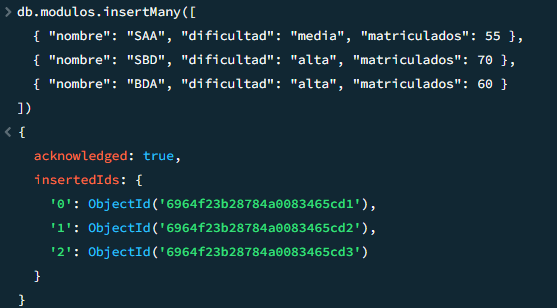 > db.modulos.insertMany([
{ "nombre": "SAA", "dificultad": "media", "matriculados": 55 },
{ "nombre": "SBD", "dificultad": "alta", "matriculados": 70 },
{ "nombre": "BDA", "dificultad": "alta", "matriculados": 60 }
])
< {
acknowledged: true,
insertedIds: {
'0': ObjectId('6964f23b28784a0083465cd1'),
'1': ObjectId('6964f23b28784a0083465cd2'),
'2': ObjectId('6964f23b28784a0083465cd3')
}
}